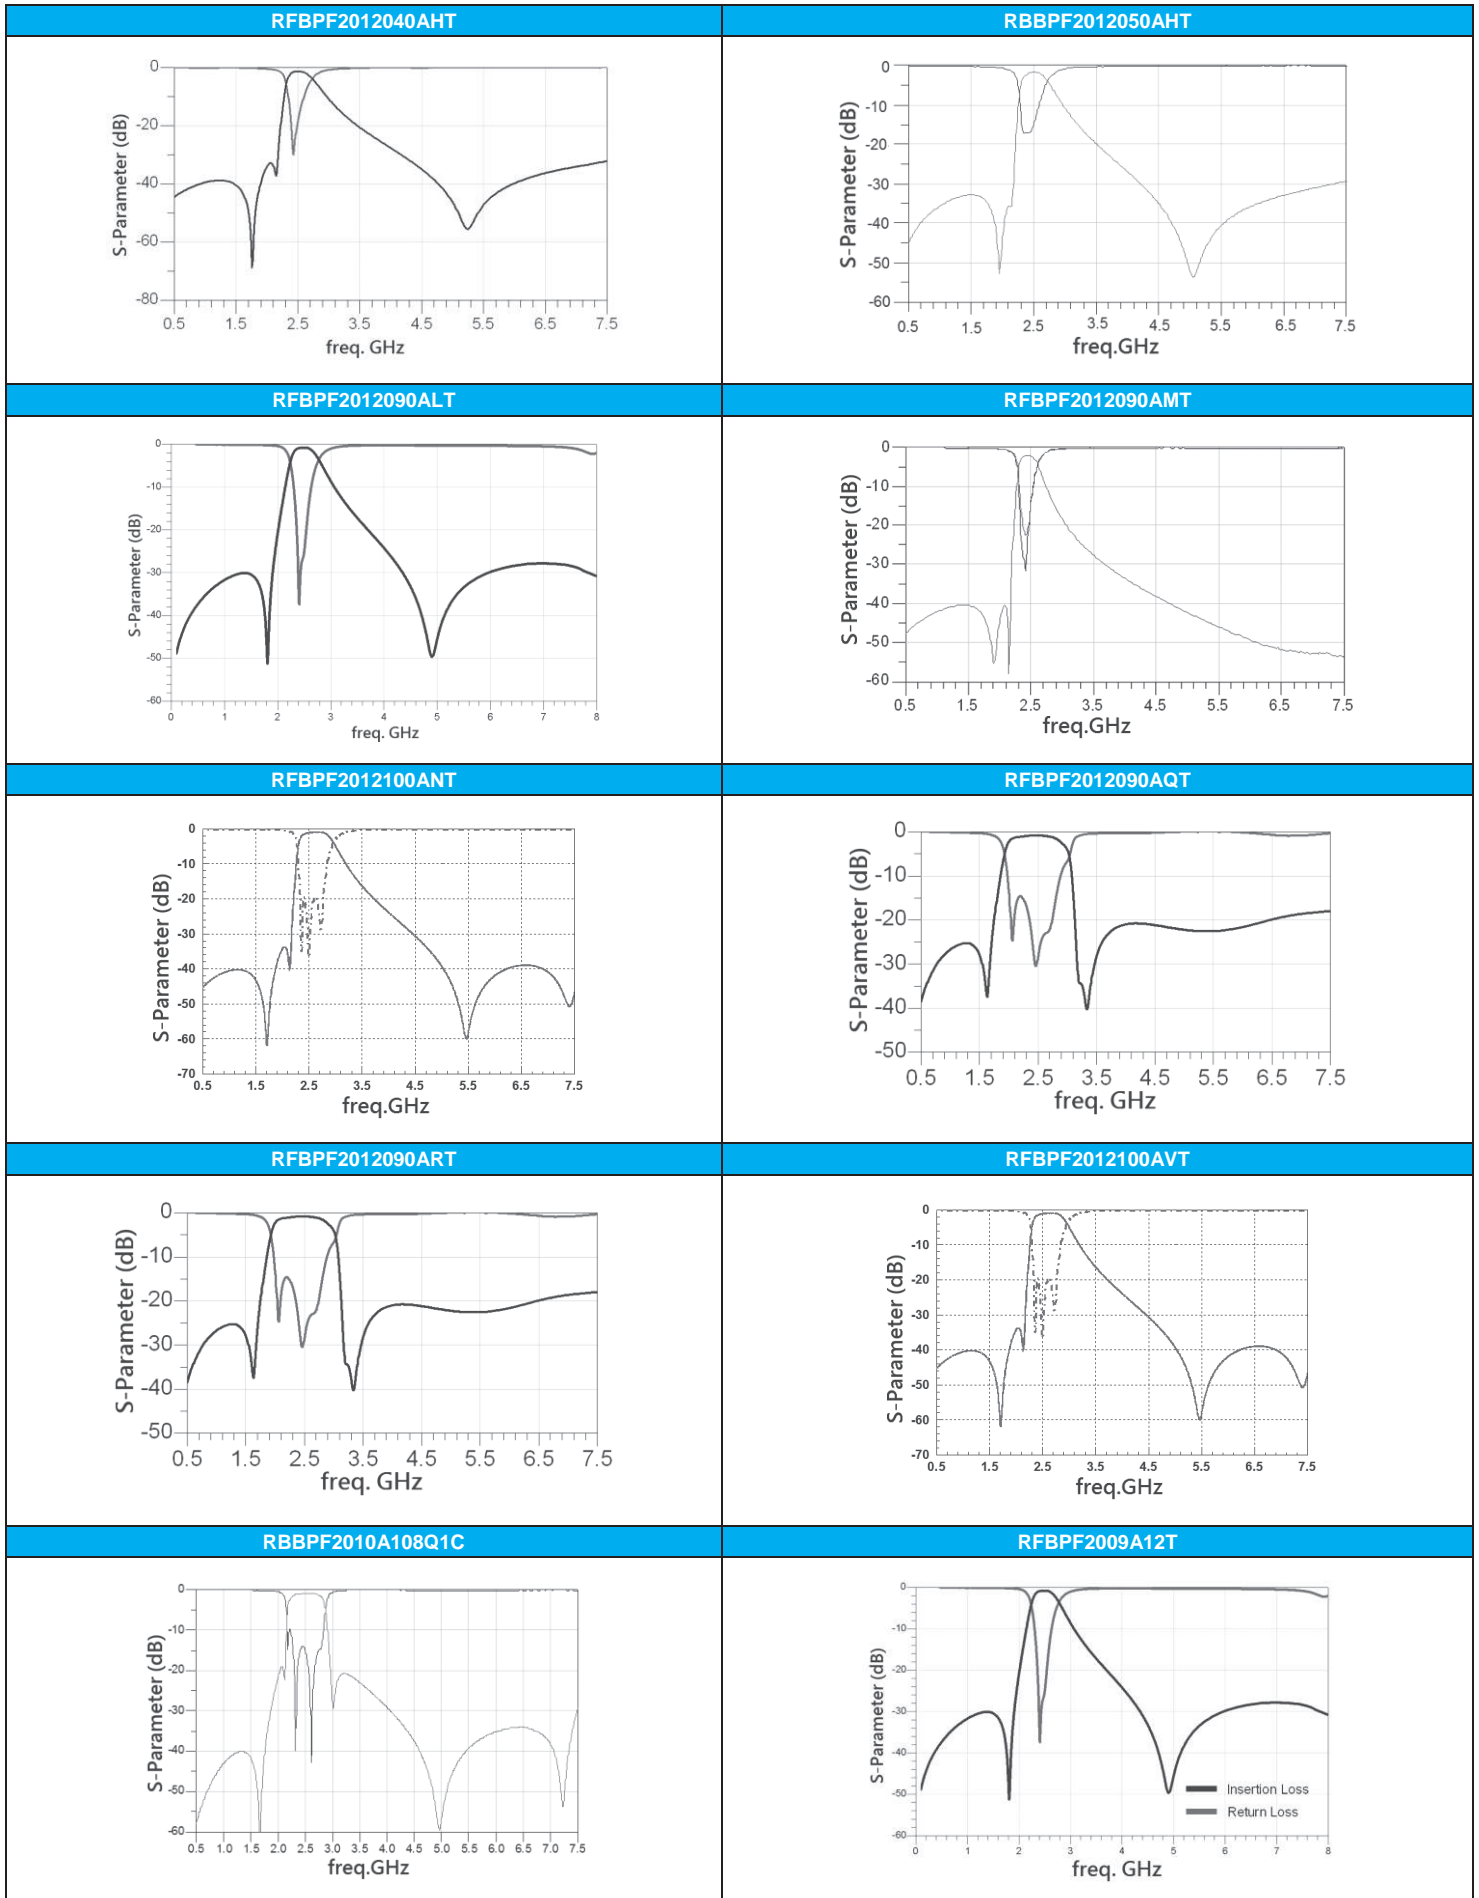 RFBPF2012040AHT
RBBPF2012050AHT
0
-20
-40
-60
-80
S-Parameter (dB)
0.5 1.5 2.5 3.5 4.5 5.5 6.5 7.5
freq. GHz
0
-10
-20
-30
-40
-50
-60
S-Parameter (dB)
0.5 1.5 2.5 3.5 4.5 5.5 6.5 7.5
freq.GHz
RFBPF2012090ALT
RFBPF2012090AMT
0
-10
-20
-30
-40
-50
-60
S-Parameter (dB)
0 1 2 3 4 5 6 7 8
freq. GHz
0
-10
-20
-30
-40
-50
-60
S-Parameter (dB)
0.5 1.5 2.5 3.5 4.5 5.5 6.5 7.5
freq.GHz
RFBPF2012100ANT
RFBPF2012090AQT
0
-10
-20
-30
-40
-50
-60
-70
S-Parameter (dB)
0.5 1.5 2.5 3.5 4.5 5.5 6.5 7.5
freq.GHz
0
-10
-20
-30
-40
-50
S-Parameter (dB)
0.5 1.5 2.5 3.5 4.5 5.5 6.5 7.5
freq. GHz
RFBPF2012090ART
RFBPF2012100AVT
0
-10
-20
-30
-40
-50
S-Parameter (dB)
0.5 1.5 2.5 3.5 4.5 5.5 6.5 7.5
freq. GHz
0
-10
-20
-30
-40
-50
-60
-70
S-Parameter (dB)
0.5 1.5 2.5 3.5 4.5 5.5 6.5 7.5
freq.GHz
RBBPF2010A108Q1C
RFBPF2009A12T
0
-10
-20
-30
-40
-50
-60
S-Parameter (dB)
0.5 1.0 1.5 2.0 2.5 3.0 3.5 4.0 4.5 5.0 5.5 6.0 6.5 7.0 7.5
freq.GHz
0
-10
-20
-30
-40
-50
-60
S-Parameter (dB)
Insertion Loss
Return Loss
0 1 2 3 4 5 6 7 8
freq. GHz